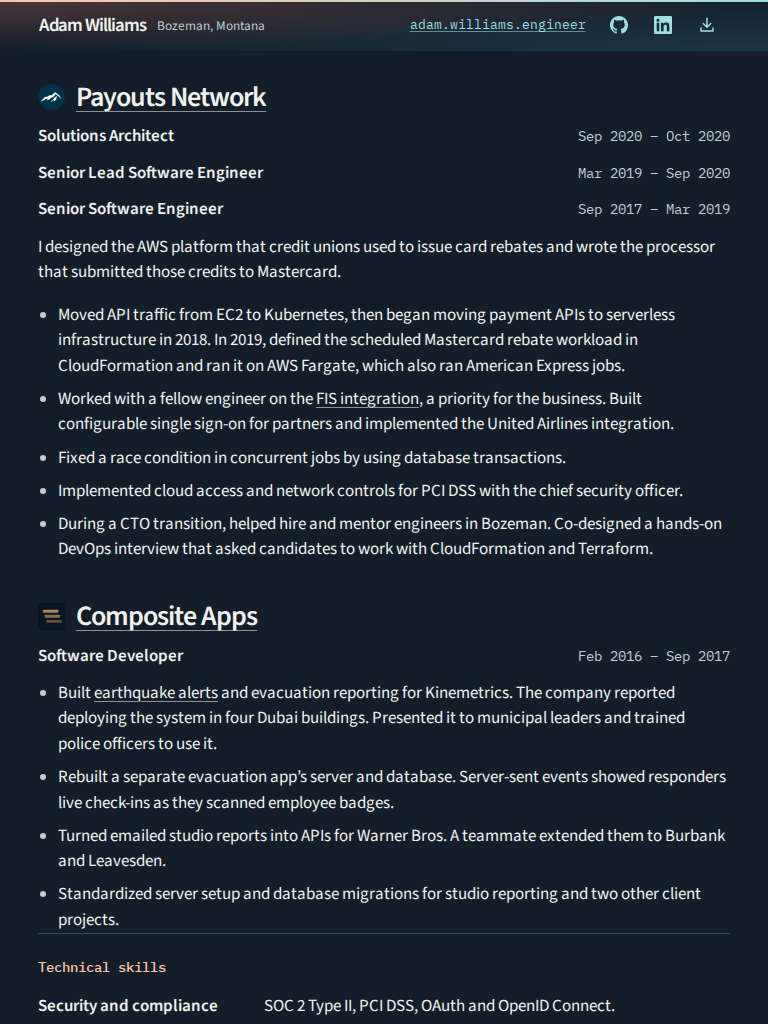 Adam Williams Bozeman, Montana adam.williams.engineer
Payouts Network
Solutions Architect Sep 2020 – Oct 2020
Senior Lead Software Engineer Mar 2019 – Sep 2020
Senior Software Engineer Sep 2017 – Mar 2019
I designed the AWS platform that credit unions used to issue card rebates and wrote the processor
that submitted those credits to Mastercard.
• Moved API traffic from EC2 to Kubernetes, then began moving payment APIs to serverless
infrastructure in 2018. In 2019, defined the scheduled Mastercard rebate workload in
CloudFormation and ran it on AWS Fargate, which also ran American Express jobs.
• Worked with a fellow engineer on the FIS integration, a priority for the business. Built
configurable single sign-on for partners and implemented the United Airlines integration.
• Fixed a race condition in concurrent jobs by using database transactions.
• Implemented cloud access and network controls for PCI DSS with the chief security officer.
• During a CTO transition, helped hire and mentor engineers in Bozeman. Co-designed a hands-on
DevOps interview that asked candidates to work with CloudFormation and Terraform.
Composite Apps
Software Developer Feb 2016 – Sep 2017
• Built earthquake alerts and evacuation reporting for Kinemetrics. The company reported
deploying the system in four Dubai buildings. Presented it to municipal leaders and trained
police officers to use it.
• Rebuilt a separate evacuation app’s server and database. Server-sent events showed responders
live check-ins as they scanned employee badges.
• Turned emailed studio reports into APIs for Warner Bros. A teammate extended them to Burbank
and Leavesden.
• Standardized server setup and database migrations for studio reporting and two other client
projects.
Technical skills
Security and compliance SOC 2 Type II, PCI DSS, OAuth and OpenID Connect.